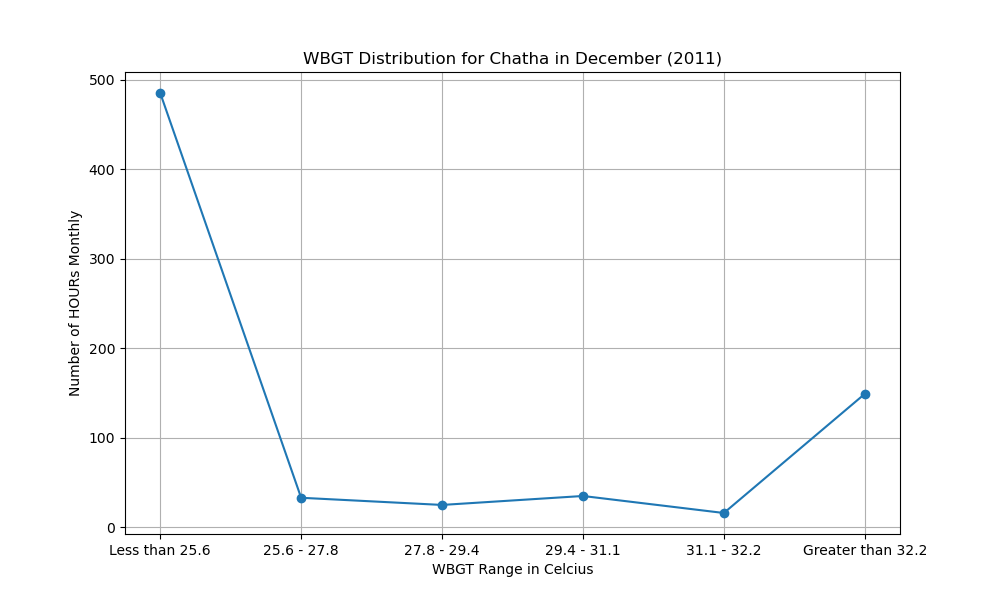 WBGT Distribution for Chatha in December (2011)
Number of HOURs Monthly
500
400
300
200
100
0
Less than 25.6
25.6 - 27.8
27.8 - 29.4
29.4 - 31.1
31.1 - 32.2
Greater than 32.2
WBGT Range in Celcius